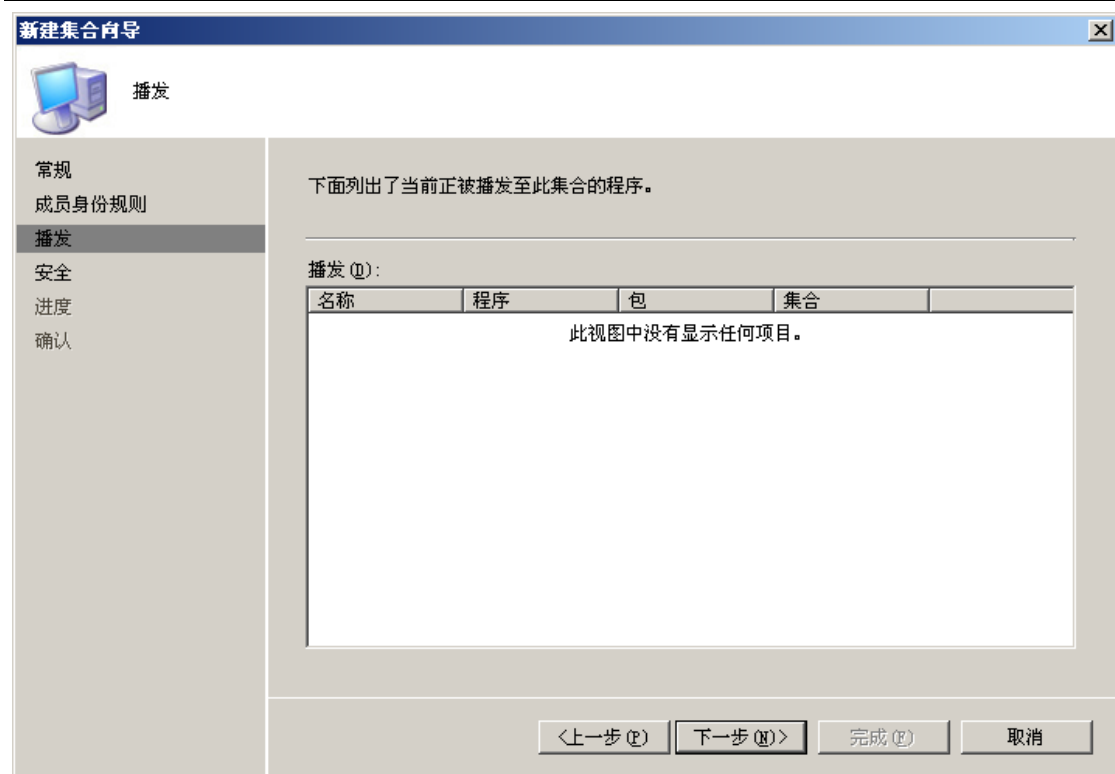 新建集合向导
播发
常规
成员身份规则
播发
安全
进度
确认
下面列出了当前正被播发至此集合的程序。
播发(D):
名称 程序 包 集合
此视图中没有显示任何项目。
<上一步(P) 下一步(N)> 完成(F) 取消